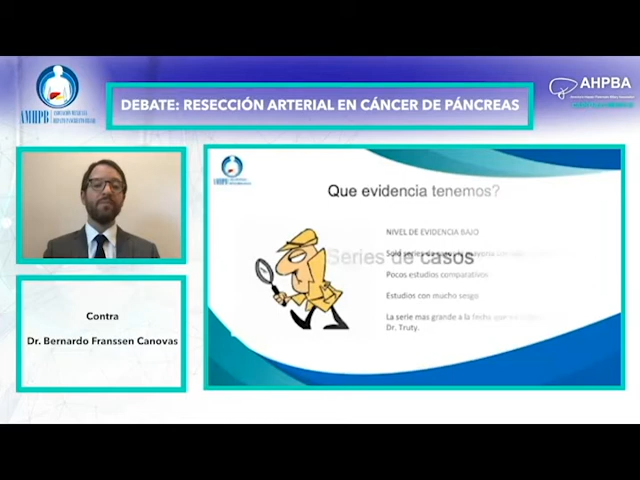 AMHPB
AHPBA
DEBATE: RESECCIÓN ARTERIAL EN CÁNCER DE PÁNCREAS
AMHPB
Que evidencia tenemos?
NIVEL DE EVIDENCIA BAJO
Series de casos
Pocos estudios comparativos
Estudios con mucho sesgo
La serie mas grande a la fecha que
Dr. Truty.
Contra
Dr. Bernardo Franssen Canovas